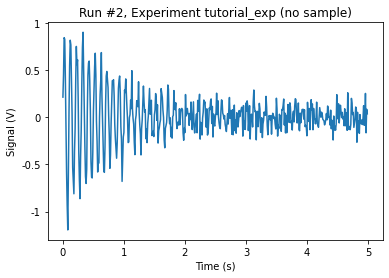 Run #2, Experiment tutorial_exp (no sample)
1
0.5
0
-0.5
-1
Signal (V)
0 1 2 3 4 5
Time (s)